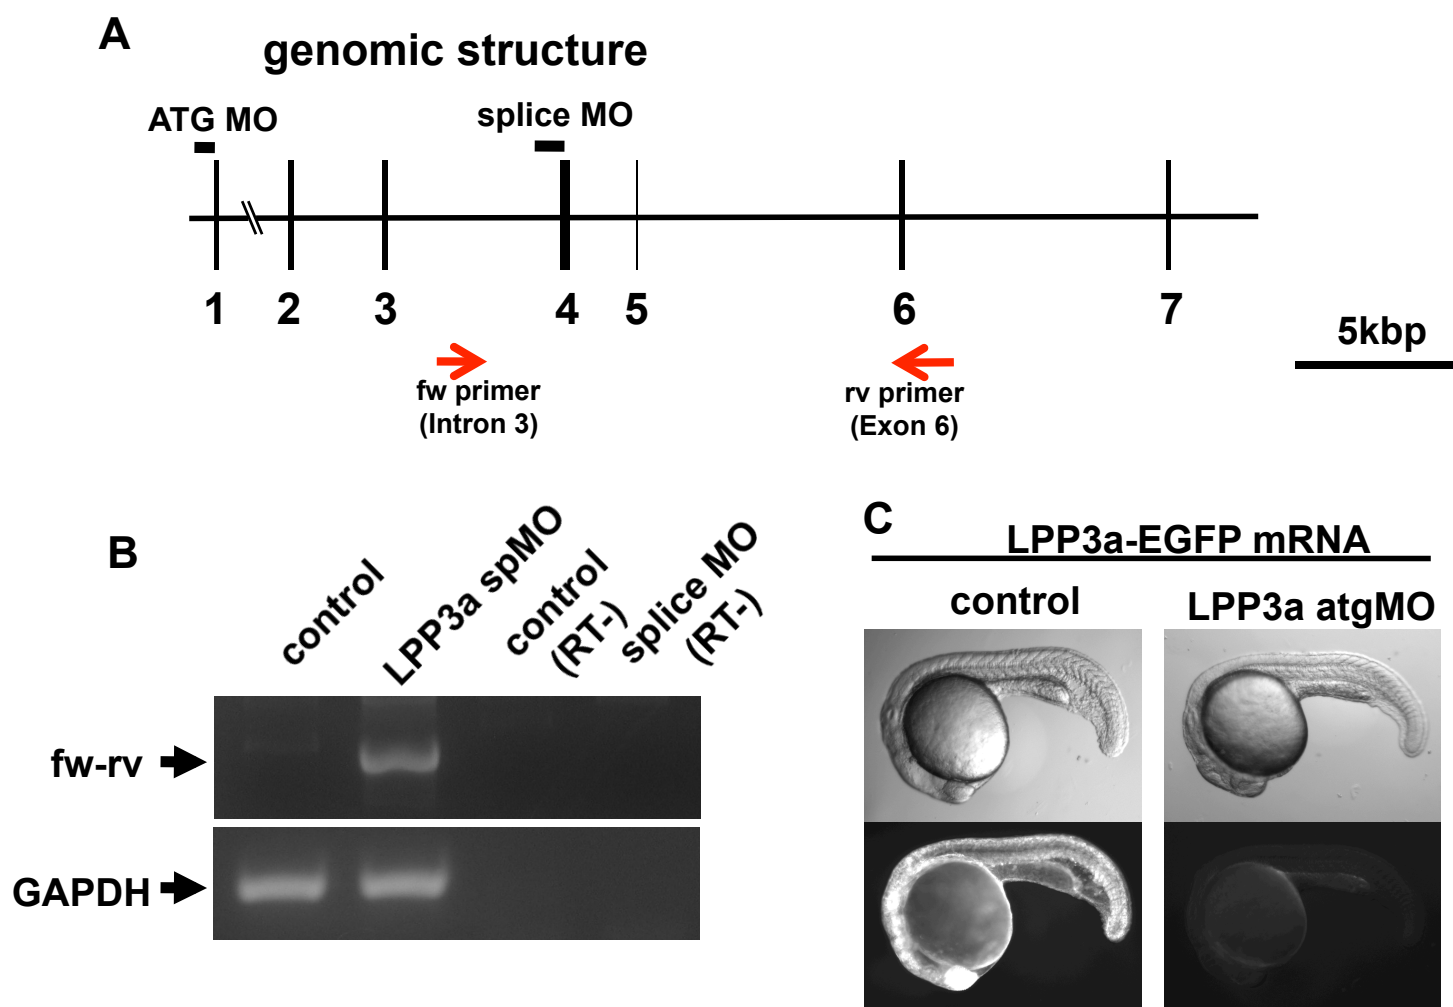 A
genomic structure
ATG MO
splice MO
1
2
3
4
5
6
7
5kbp
fw primer
(Intron 3)
rv primer
(Exon 6)
B
control
LPP3a spMO
control
(RT-)
splice MO
(RT-)
fw-rv
GAPDH
C
LPP3a-EGFP mRNA
control
LPP3a atgMO